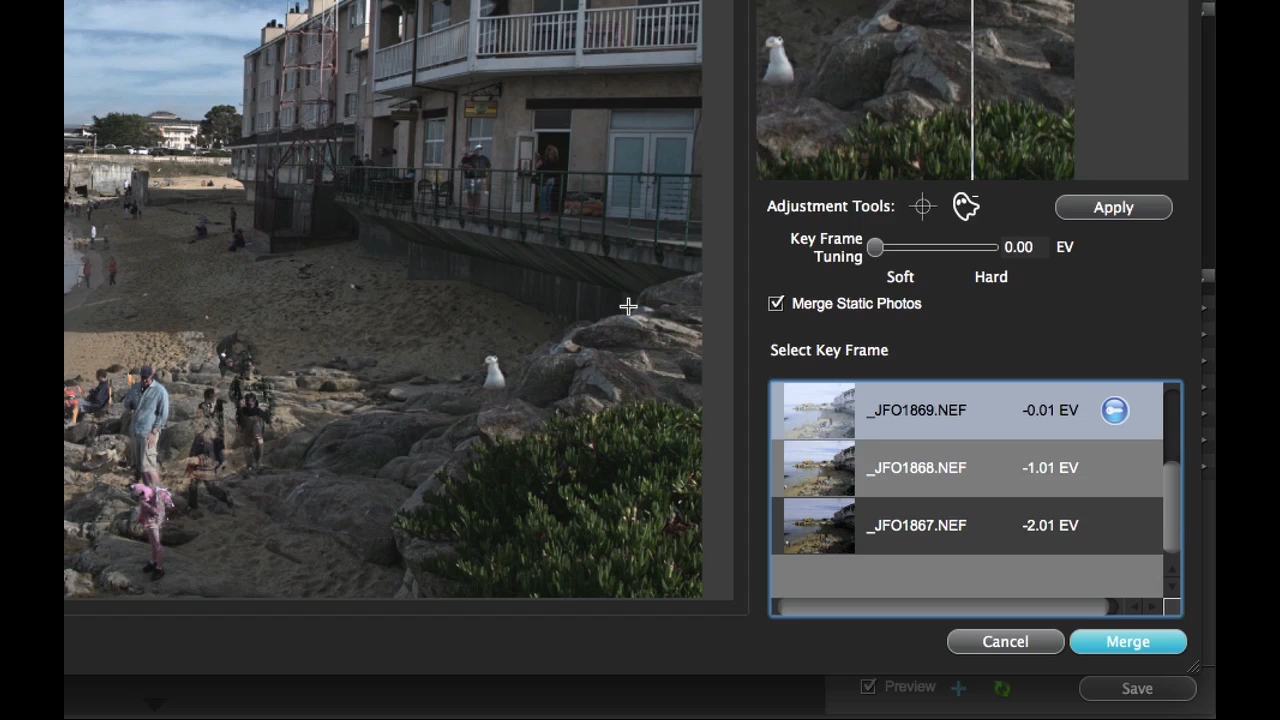 Adjustment Tools:
Apply
Key Frame
Tuning
0.00
EV
Soft
Hard
Merge Static Photos
Select Key Frame
_JFO1869.NEF -0.01 EV
_JFO1868.NEF -1.01 EV
_JFO1867.NEF -2.01 EV
Cancel
Merge
Preview
Save